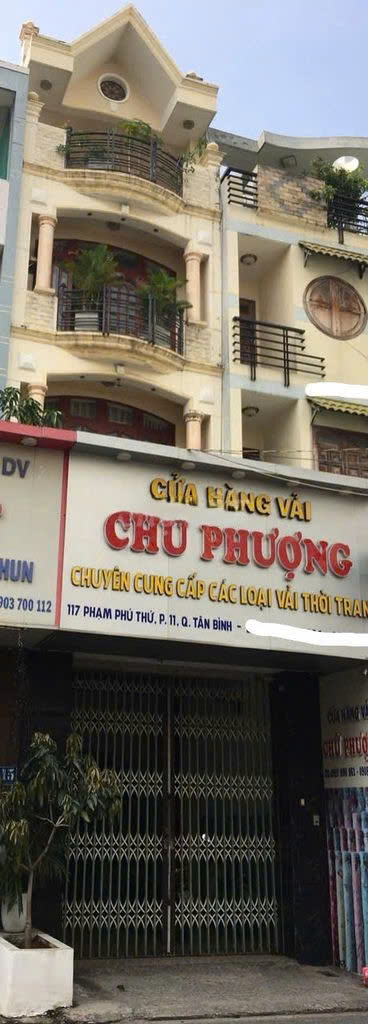 DV
HUN
903 700 112
CỬA HÀNG VẢI
CHU PHƯỢNG
CHUYÊN CUNG CẤP CÁC LOẠI VẢI THỜI TRAN
117 PHẠM PHÚ THỨ, P. 11, Q. TÂN BÌNH -
CỬA HÀNG VẢI
CHU PHƯỢ